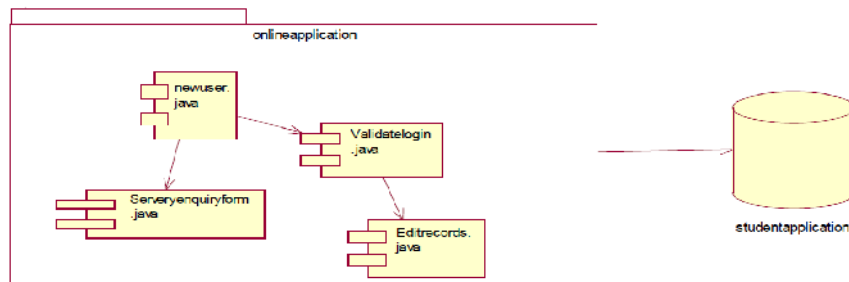 onlineapplication
newuser.
java
Validatelogin
.java
Serveryenquiryform
.java
Editrecords.
java
studentapplication